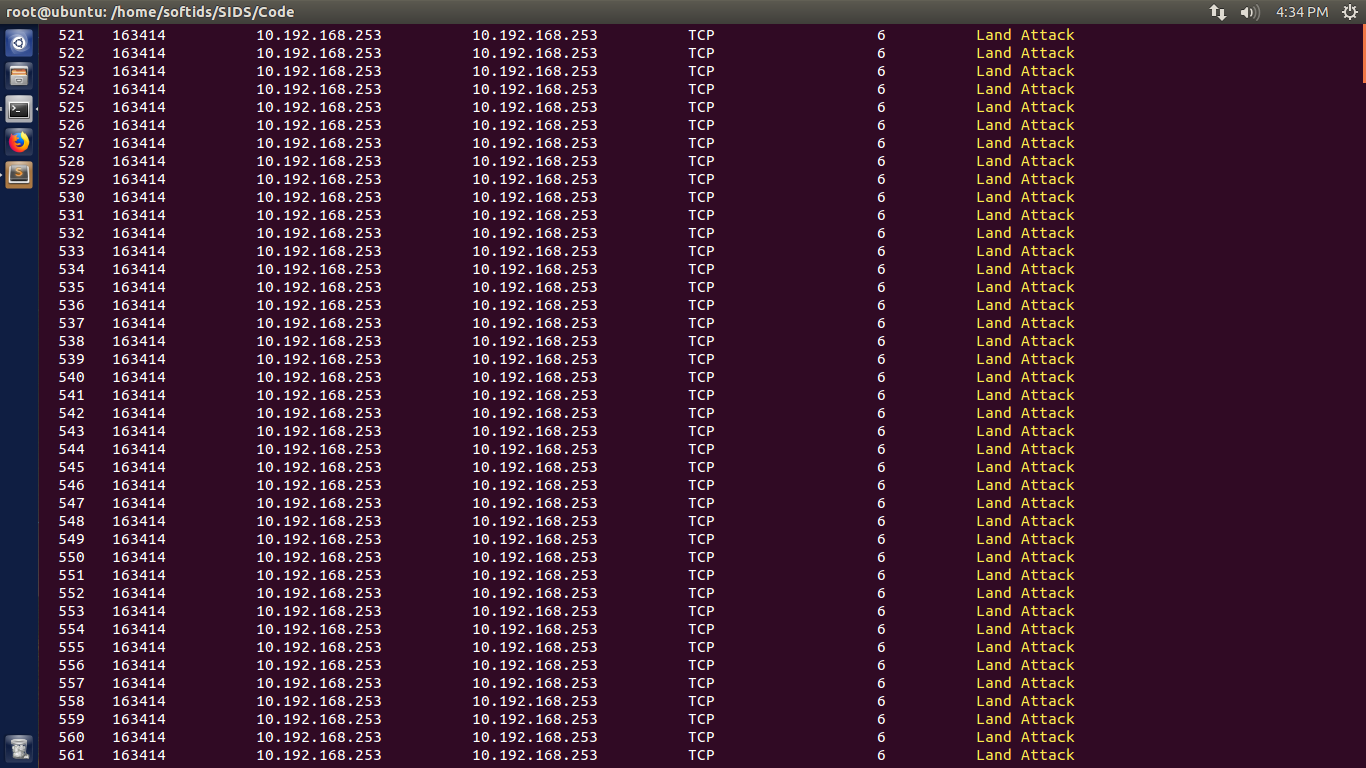 root@ubuntu: /home/softids/SIDS/Code 4:34 PM
521 163414 10.192.168.253 10.192.168.253 TCP 6 Land Attack
522 163414 10.192.168.253 10.192.168.253 TCP 6 Land Attack
523 163414 10.192.168.253 10.192.168.253 TCP 6 Land Attack
524 163414 10.192.168.253 10.192.168.253 TCP 6 Land Attack
525 163414 10.192.168.253 10.192.168.253 TCP 6 Land Attack
526 163414 10.192.168.253 10.192.168.253 TCP 6 Land Attack
527 163414 10.192.168.253 10.192.168.253 TCP 6 Land Attack
528 163414 10.192.168.253 10.192.168.253 TCP 6 Land Attack
529 163414 10.192.168.253 10.192.168.253 TCP 6 Land Attack
530 163414 10.192.168.253 10.192.168.253 TCP 6 Land Attack
531 163414 10.192.168.253 10.192.168.253 TCP 6 Land Attack
532 163414 10.192.168.253 10.192.168.253 TCP 6 Land Attack
533 163414 10.192.168.253 10.192.168.253 TCP 6 Land Attack
534 163414 10.192.168.253 10.192.168.253 TCP 6 Land Attack
535 163414 10.192.168.253 10.192.168.253 TCP 6 Land Attack
536 163414 10.192.168.253 10.192.168.253 TCP 6 Land Attack
537 163414 10.192.168.253 10.192.168.253 TCP 6 Land Attack
538 163414 10.192.168.253 10.192.168.253 TCP 6 Land Attack
539 163414 10.192.168.253 10.192.168.253 TCP 6 Land Attack
540 163414 10.192.168.253 10.192.168.253 TCP 6 Land Attack
541 163414 10.192.168.253 10.192.168.253 TCP 6 Land Attack
542 163414 10.192.168.253 10.192.168.253 TCP 6 Land Attack
543 163414 10.192.168.253 10.192.168.253 TCP 6 Land Attack
544 163414 10.192.168.253 10.192.168.253 TCP 6 Land Attack
545 163414 10.192.168.253 10.192.168.253 TCP 6 Land Attack
546 163414 10.192.168.253 10.192.168.253 TCP 6 Land Attack
547 163414 10.192.168.253 10.192.168.253 TCP 6 Land Attack
548 163414 10.192.168.253 10.192.168.253 TCP 6 Land Attack
549 163414 10.192.168.253 10.192.168.253 TCP 6 Land Attack
550 163414 10.192.168.253 10.192.168.253 TCP 6 Land Attack
551 163414 10.192.168.253 10.192.168.253 TCP 6 Land Attack
552 163414 10.192.168.253 10.192.168.253 TCP 6 Land Attack
553 163414 10.192.168.253 10.192.168.253 TCP 6 Land Attack
554 163414 10.192.168.253 10.192.168.253 TCP 6 Land Attack
555 163414 10.192.168.253 10.192.168.253 TCP 6 Land Attack
556 163414 10.192.168.253 10.192.168.253 TCP 6 Land Attack
557 163414 10.192.168.253 10.192.168.253 TCP 6 Land Attack
558 163414 10.192.168.253 10.192.168.253 TCP 6 Land Attack
559 163414 10.192.168.253 10.192.168.253 TCP 6 Land Attack
560 163414 10.192.168.253 10.192.168.253 TCP 6 Land Attack
561 163414 10.192.168.253 10.192.168.253 TCP 6 Land Attack